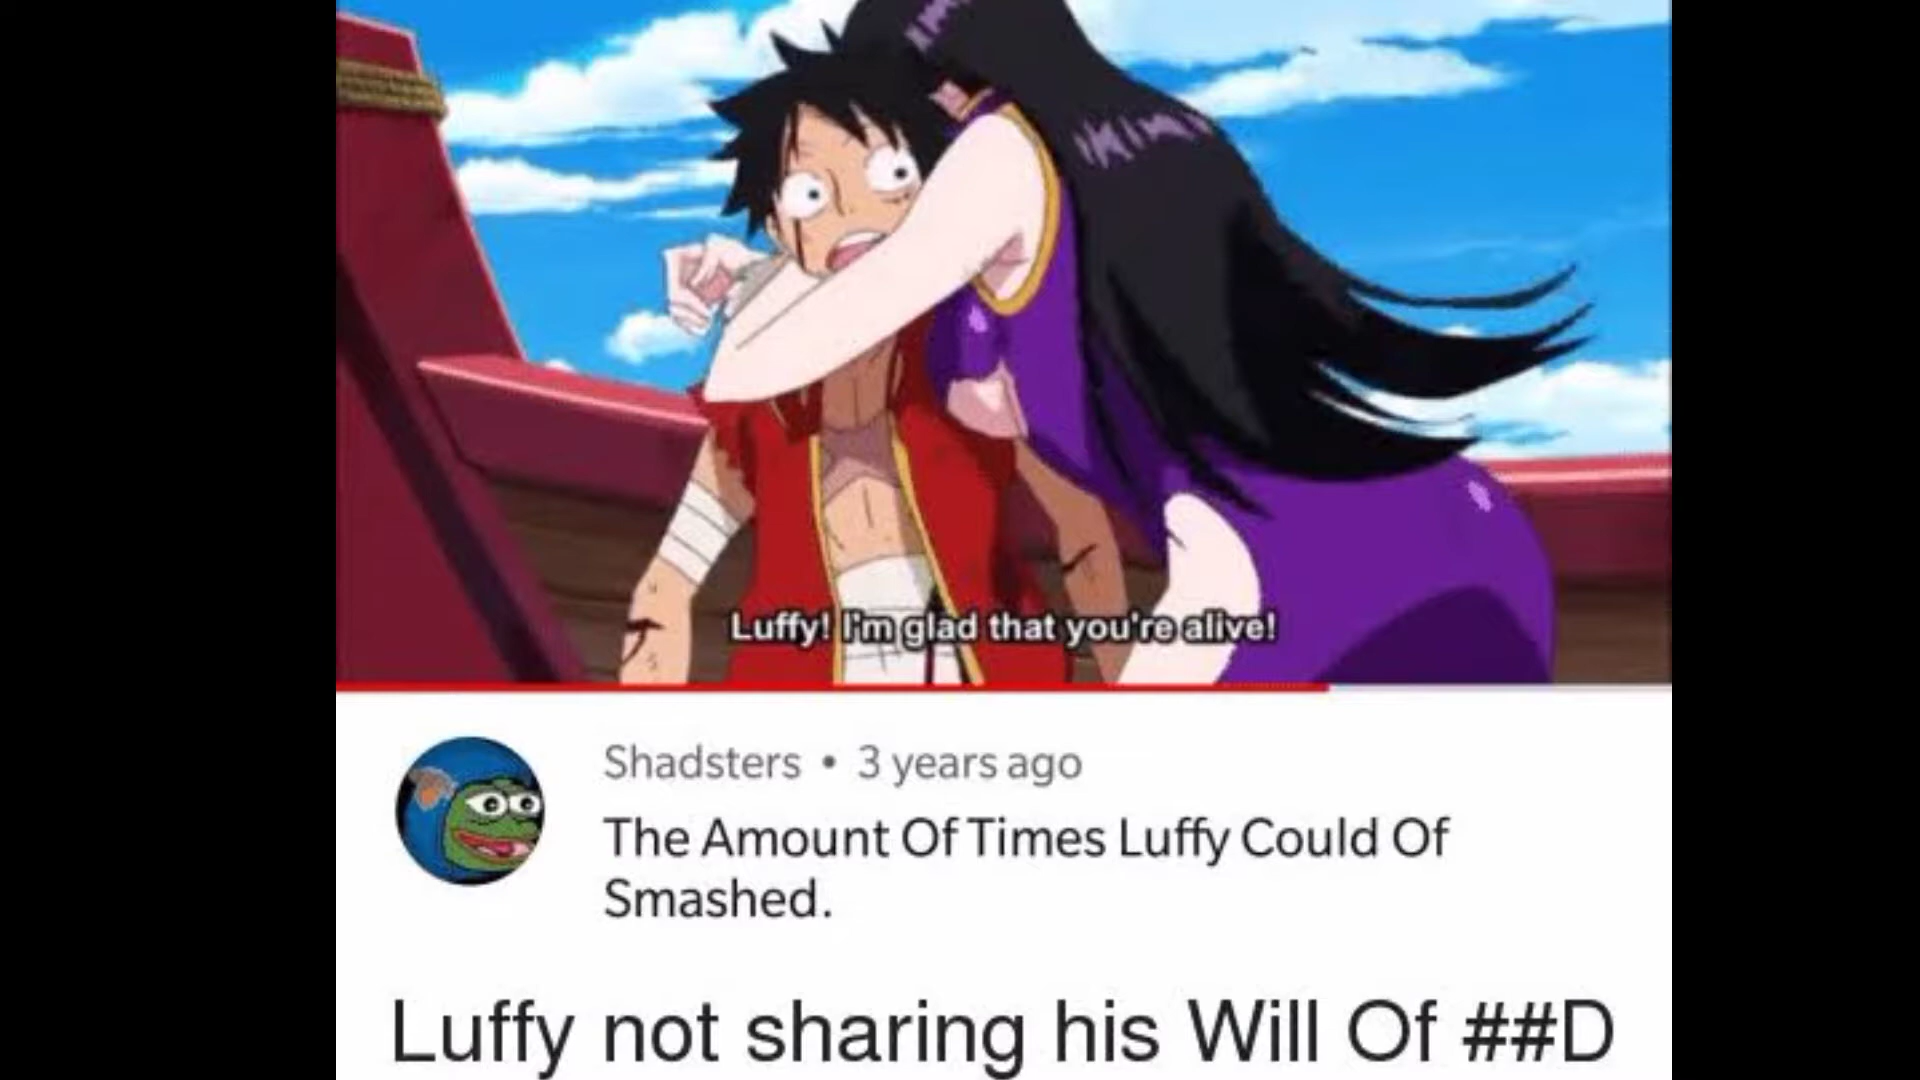 Luffy! I'm glad that you're alive!
Shadsters • 3 years ago
The Amount Of Times Luffy Could Of
Smashed.
Luffy not sharing his Will Of ##D